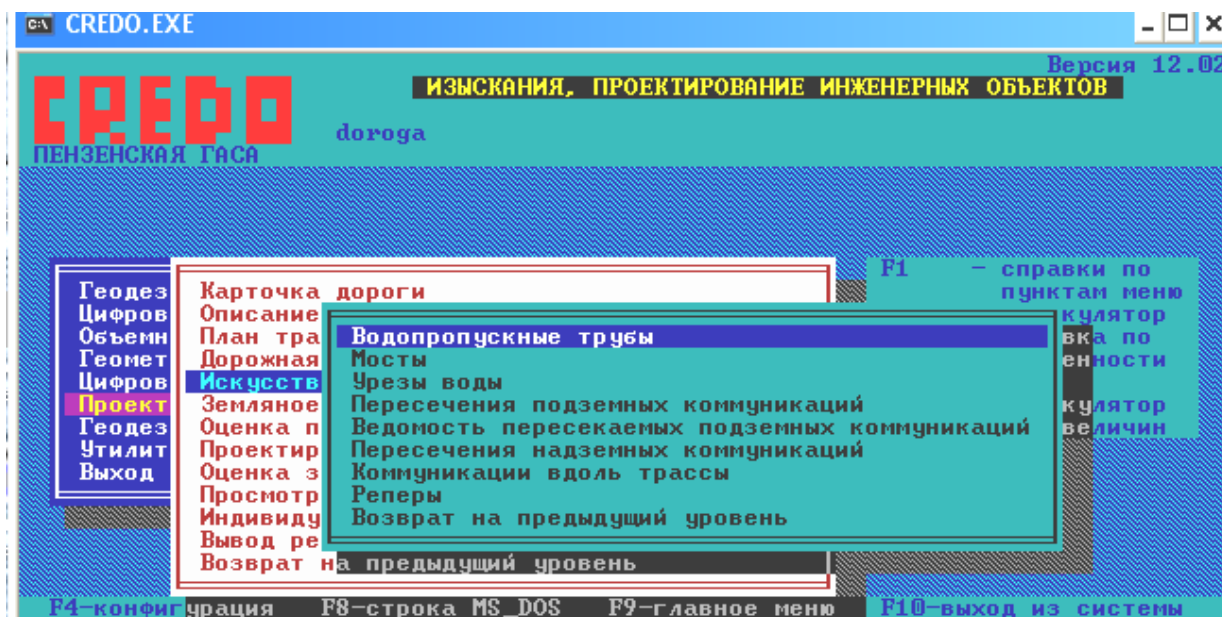 CREDO.EXE
Версия 12.02
ИЗЫСКАНИЯ, ПРОЕКТИРОВАНИЕ ИНЖЕНЕРНЫХ ОБЪЕКТОВ
CREDO
doroga
ПЕНЗЕНСКАЯ ГАСА
F1 - справки по
пунктам меню
кулятор
вка по
енности
кулятор
величин
Геодез
Цифров
Объемн
Геомет
Цифров
Проект
Геодез
Утилит
Выход
Карточка дороги
Описание
План тра
Дорожная
Искусств
Земляное
Оценка п
Проектир
Оценка з
Просмотр
Индивиду
Вывод ре
Возврат на предыдущий уровень
Водопропускные трубы
Мосты
Урезы воды
Пересечения подземных коммуникаций
Ведомость пересекаемых подземных коммуникаций
Пересечения надземных коммуникаций
Коммуникации вдоль трассы
Реперы
Возврат на предыдущий уровень
F4-конфигурация F8-строка MS_DOS F9-главное меню F10-выход из системы